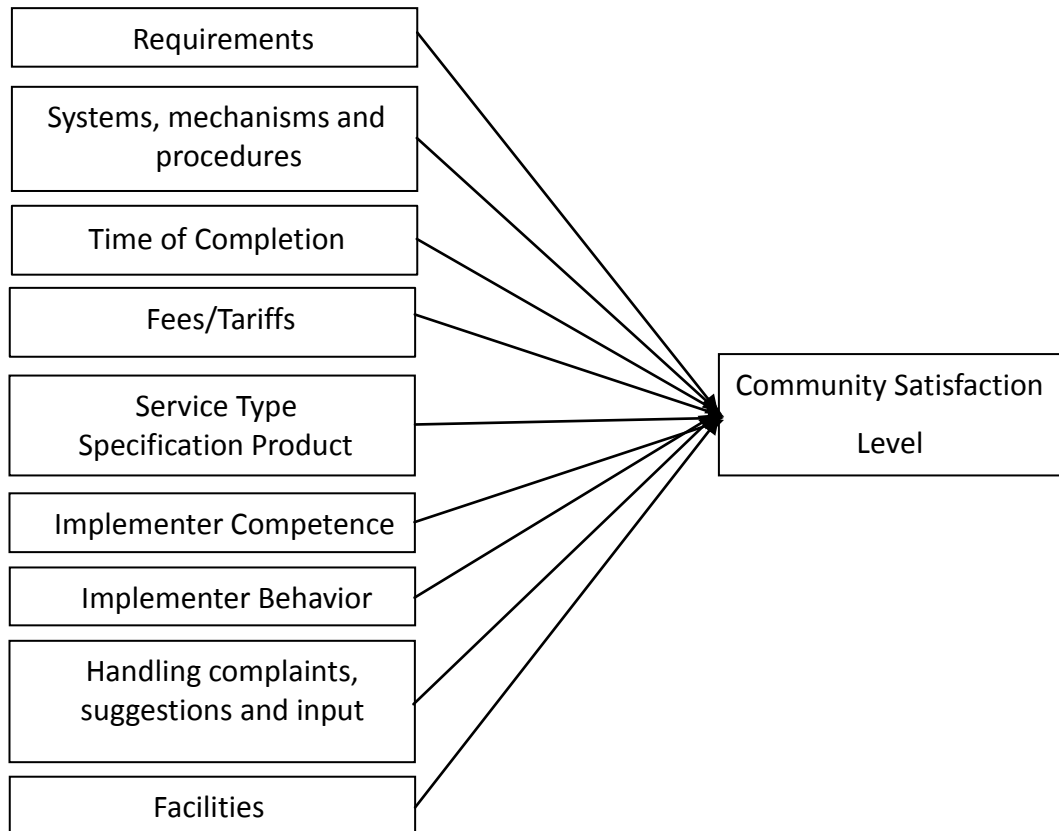 Requirements
Systems, mechanisms and
procedures
Time of Completion
Fees/Tariffs
Service Type
Specification Product
Implementer Competence
Implementer Behavior
Handling complaints,
suggestions and input
Facilities
Community Satisfaction
Level